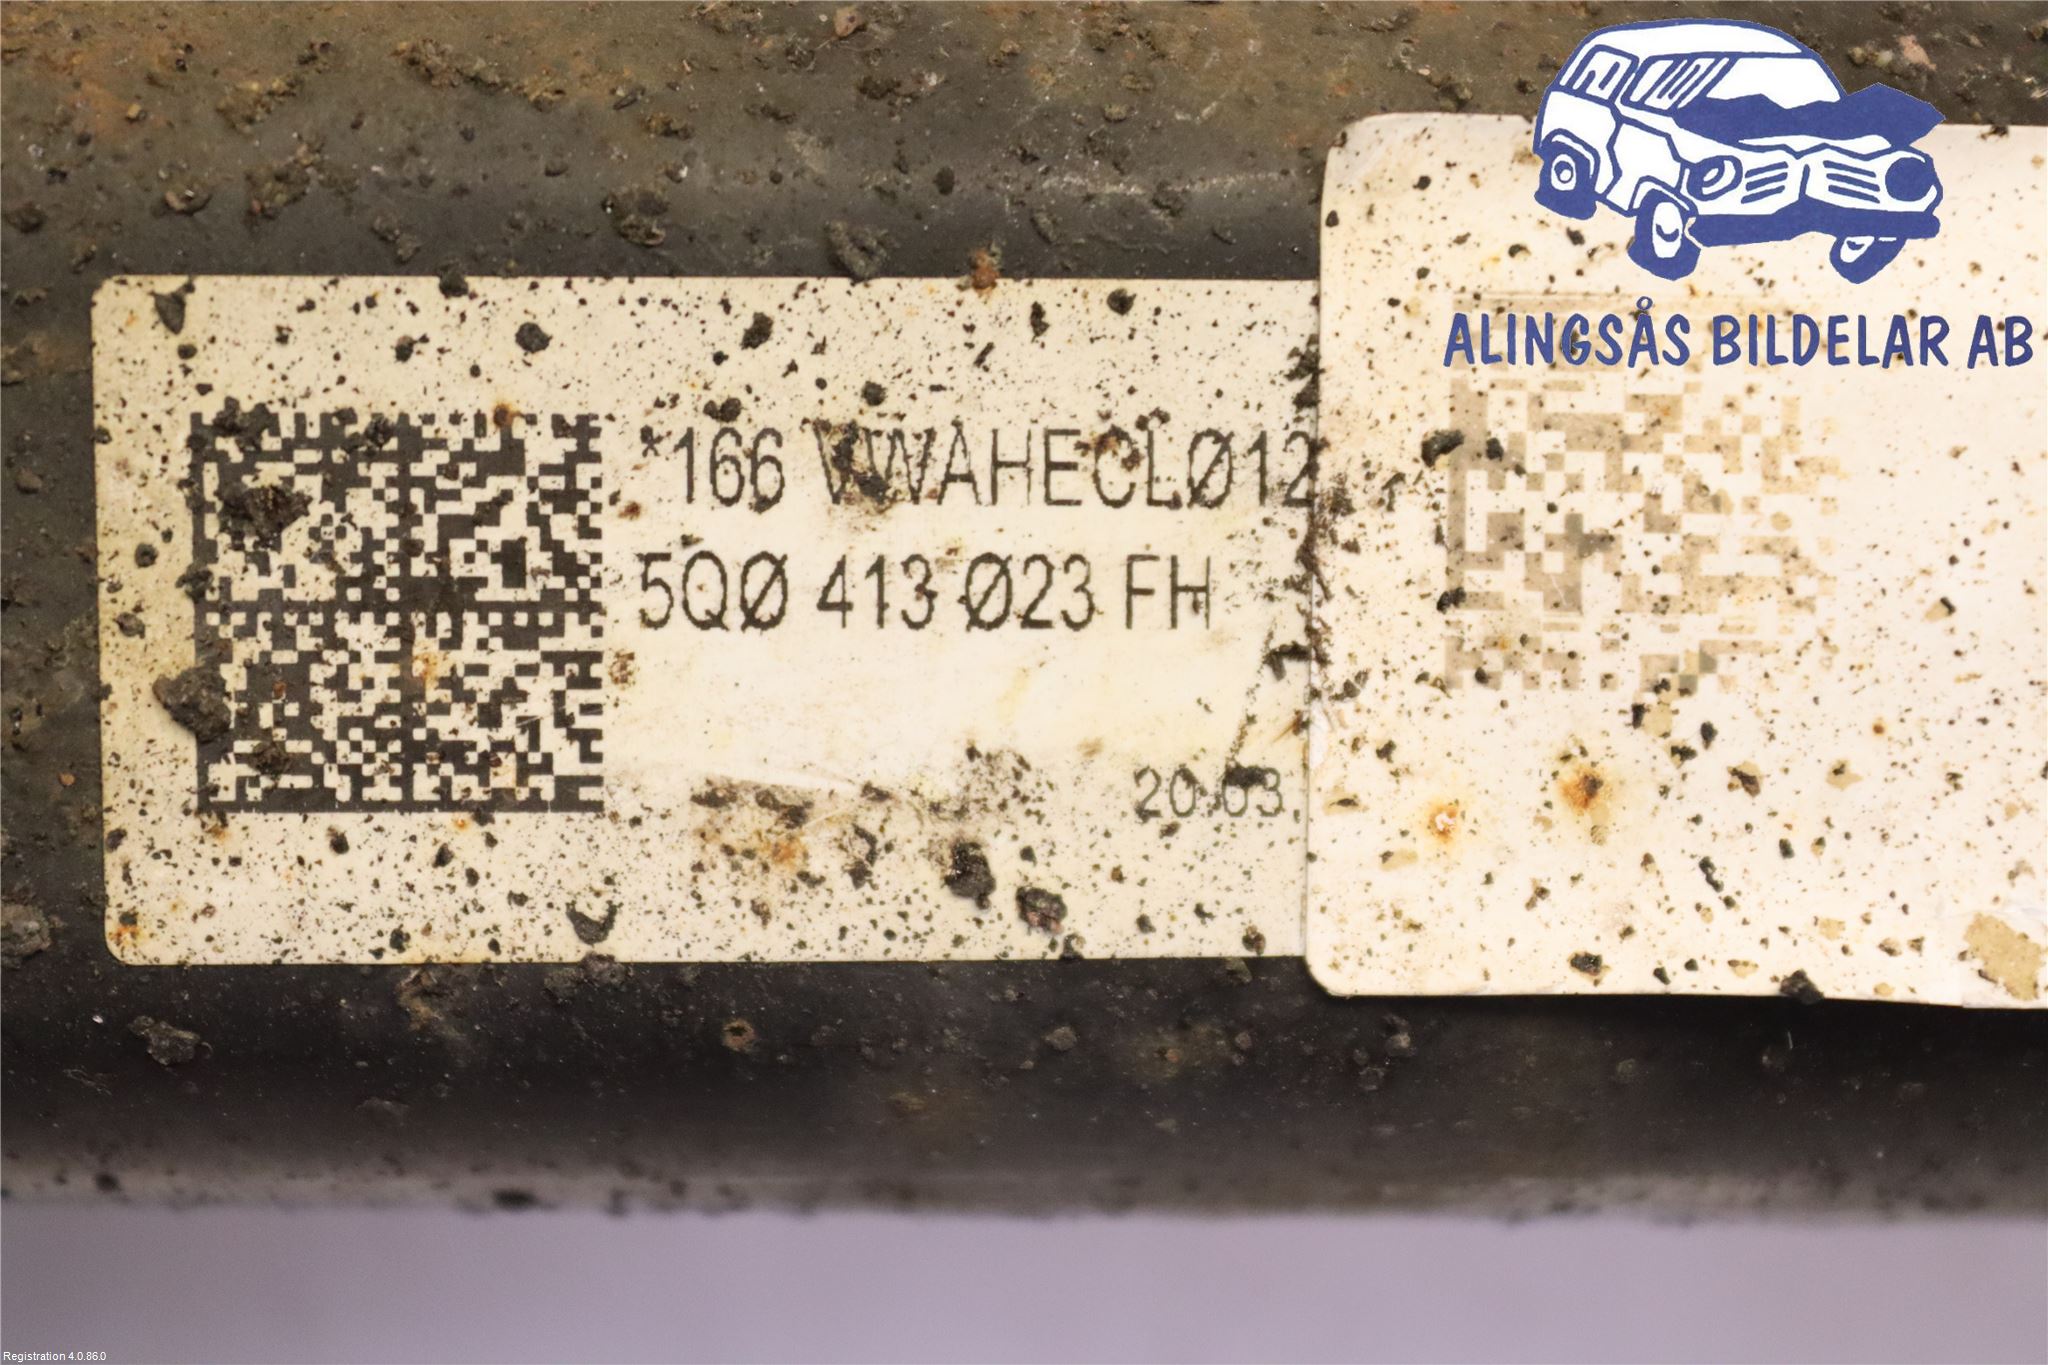 ALINGSÅS BILDELAR AB
*166 VWAHECLØ12
5QØ 413 Ø23 FH
20.03.
Registration 4.0.86.0